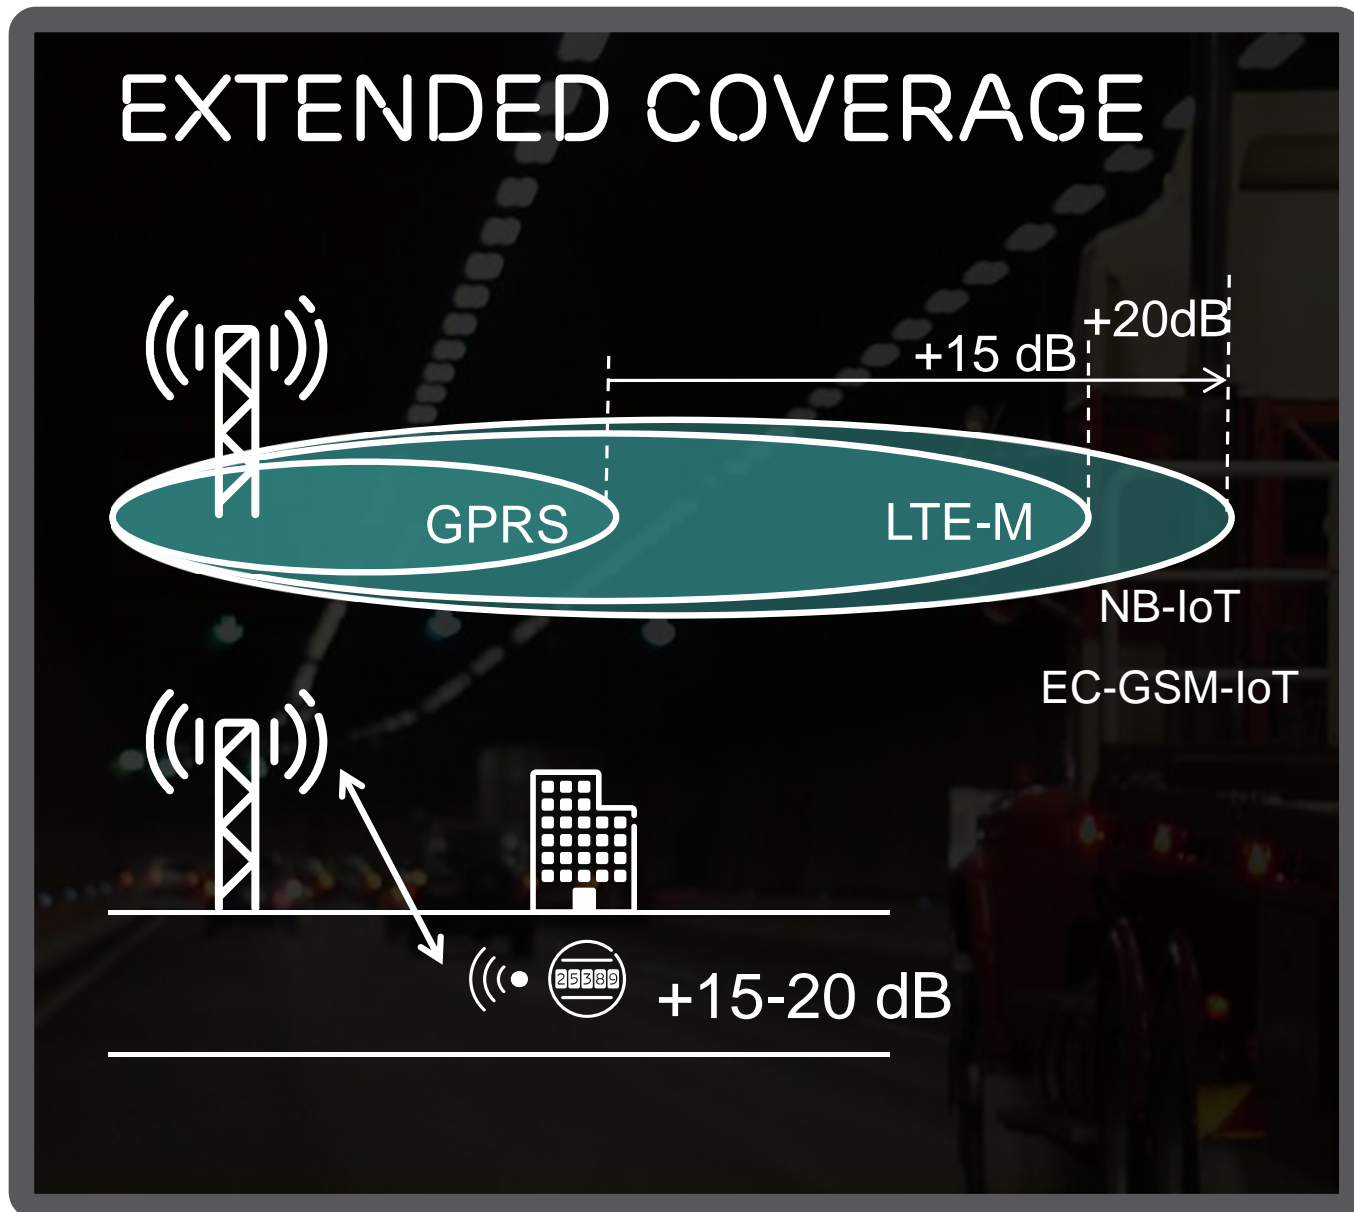 EXTENDED COVERAGE
+20dB
+15 dB
GPRS
LTE-M
NB-IoT
EC-GSM-IoT
25389
+15-20 dB